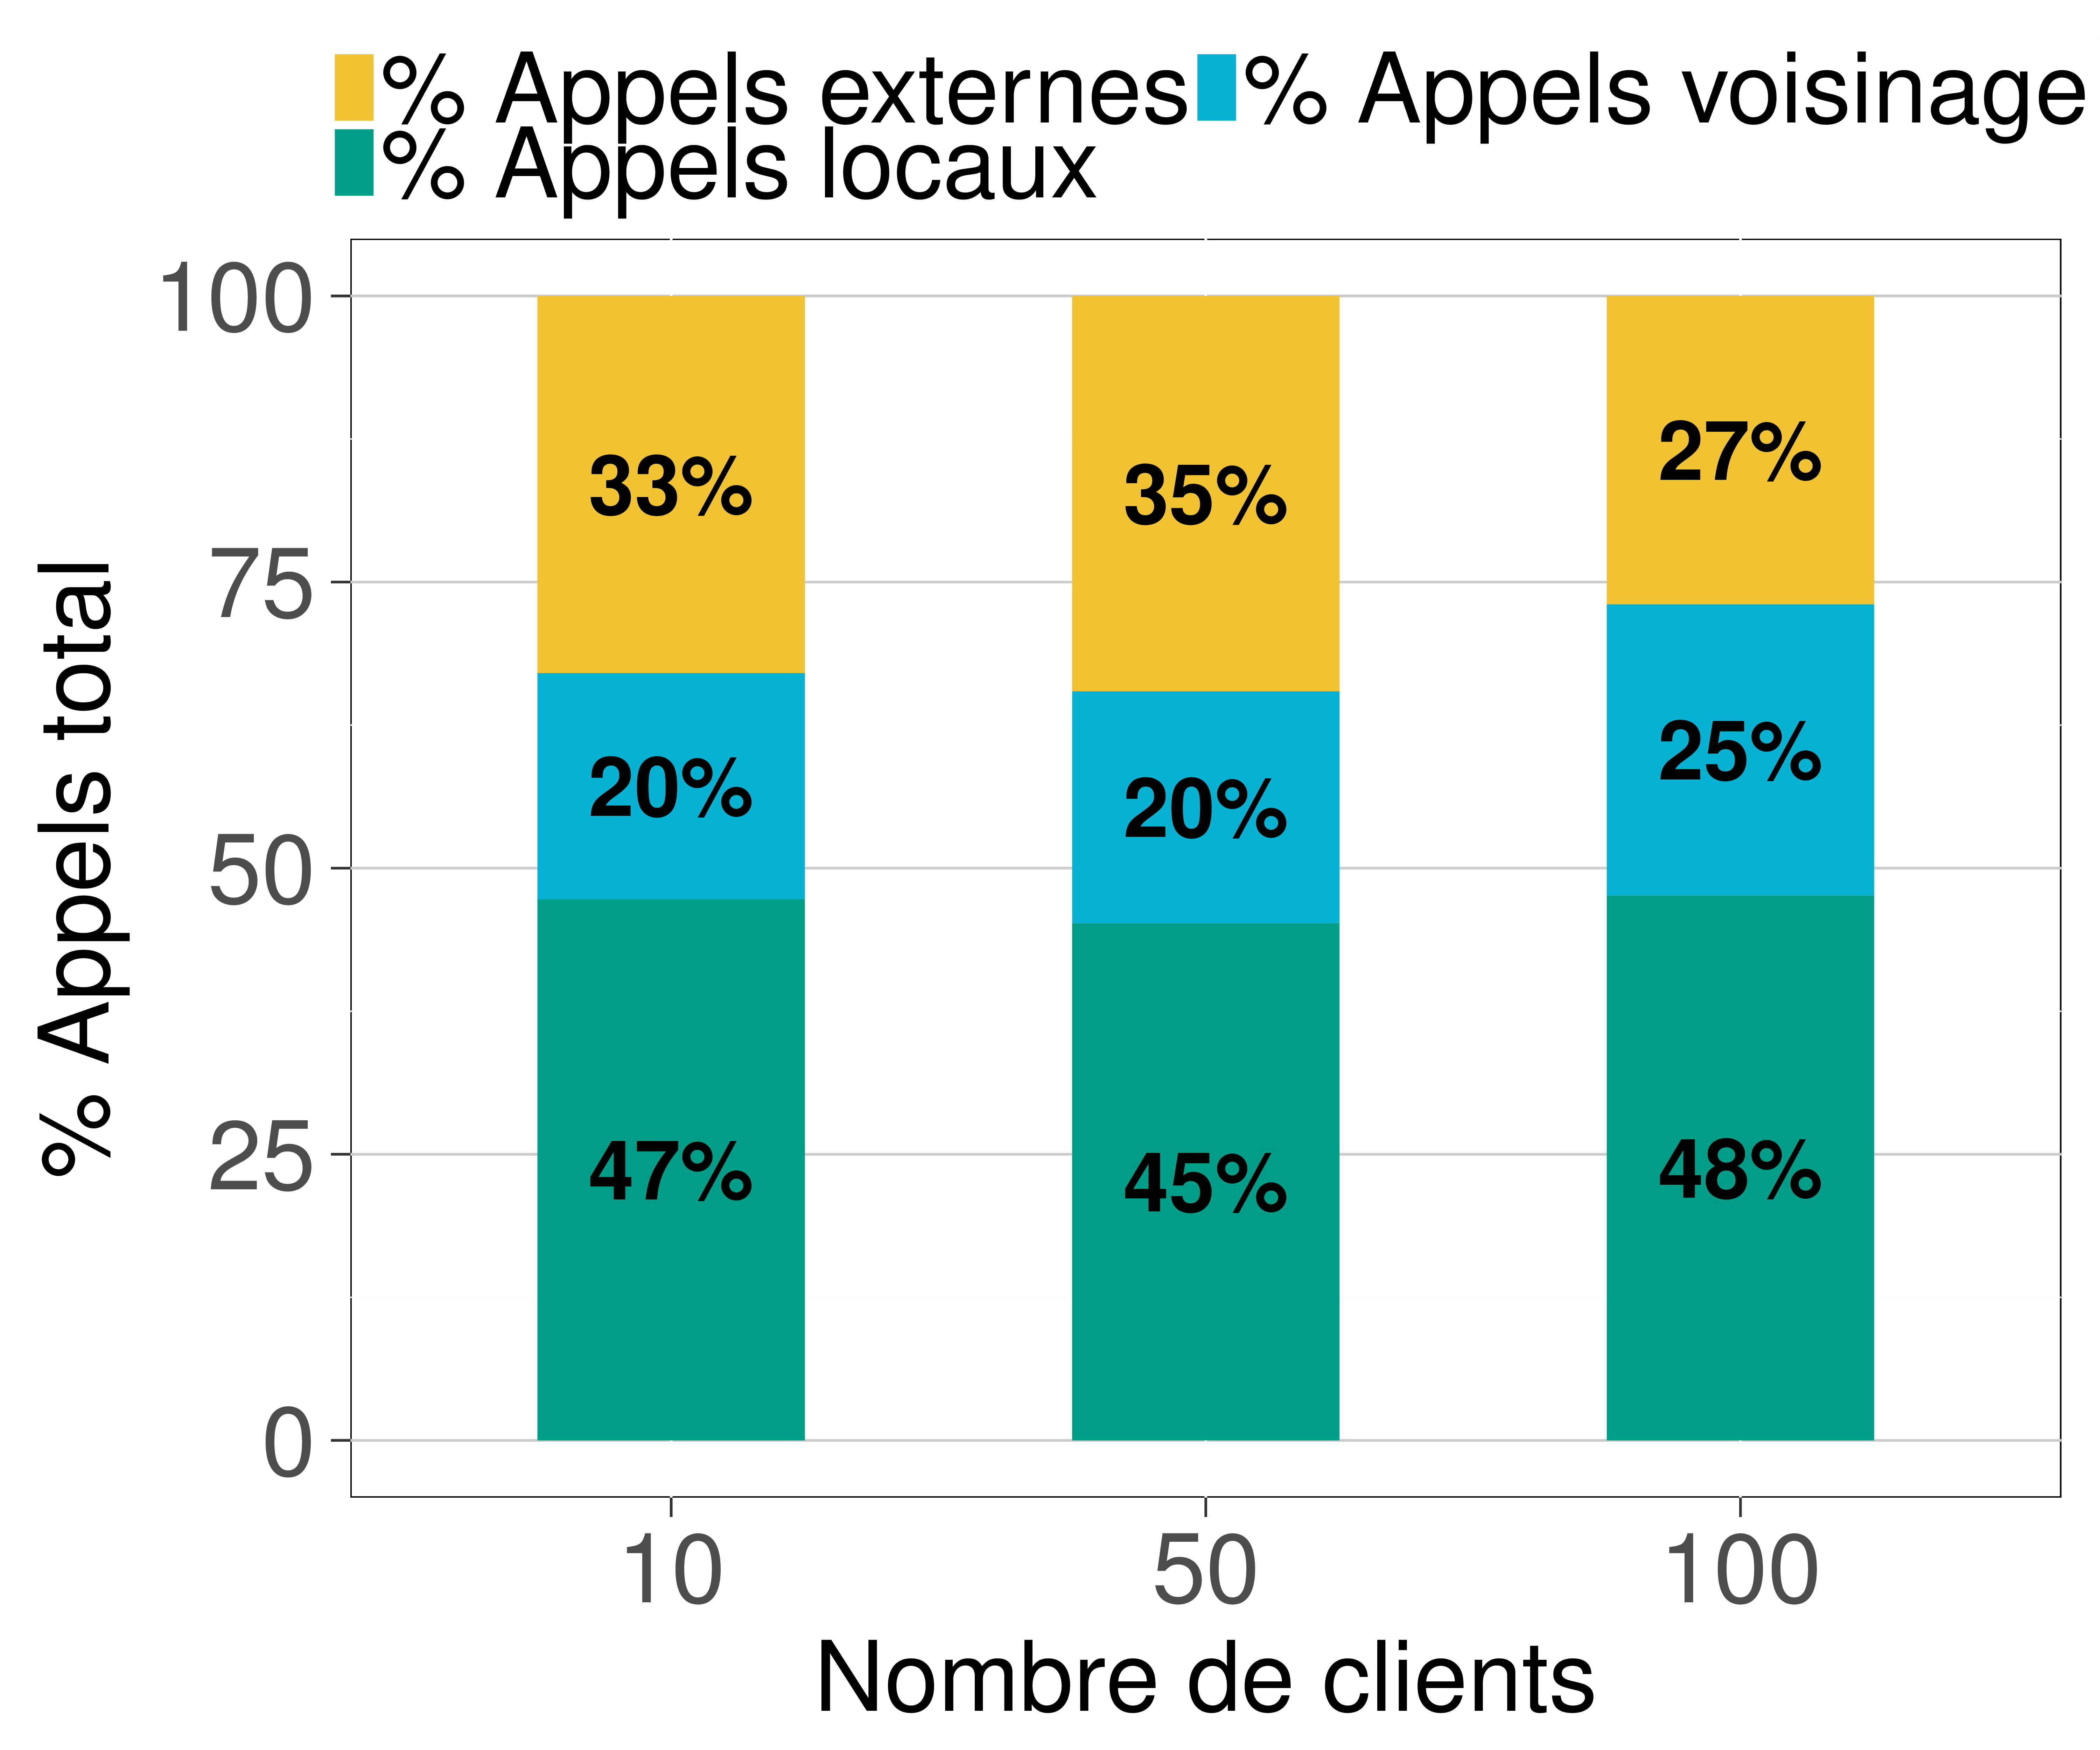 % Appels externes % Appels voisinage
% Appels locaux
% Appels total
100
75
50
25
0
33% 35% 27%
20% 20% 25%
47% 45% 48%
10 50 100
Nombre de clients